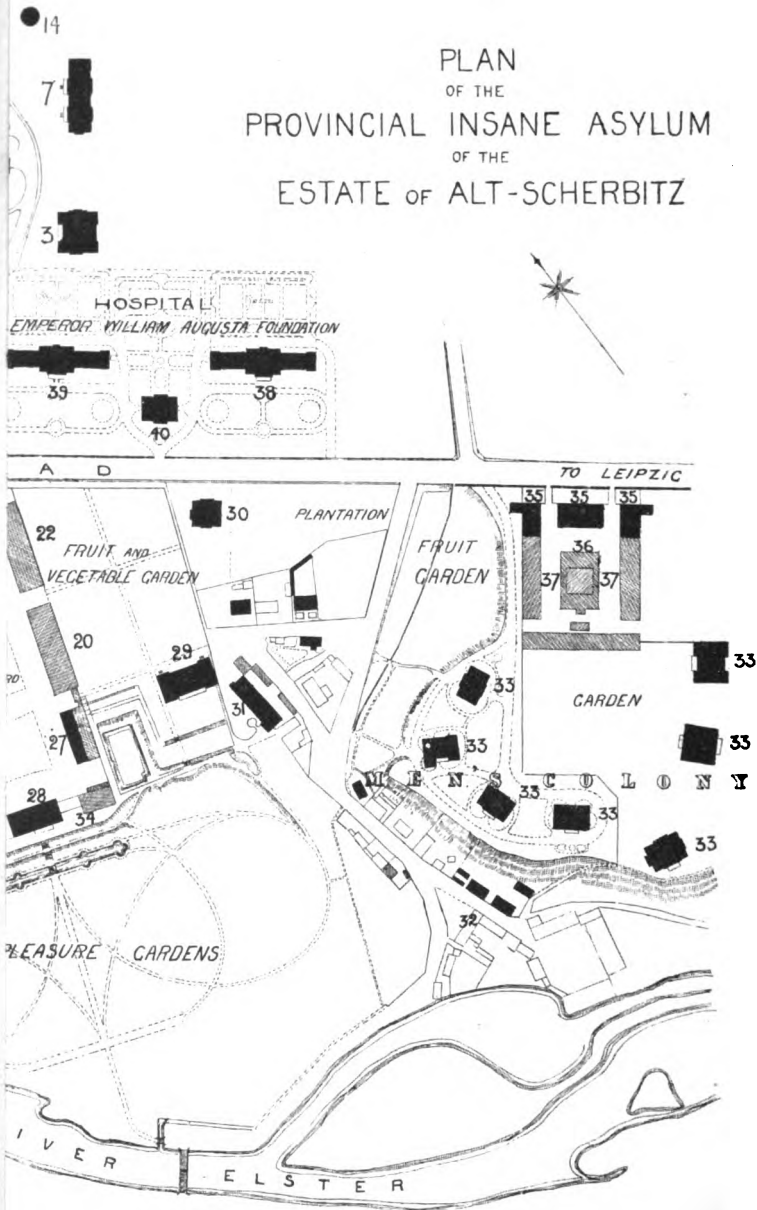 14
PLAN
OF THE
PROVINCIAL INSANE ASYLUM
OF THE
ESTATE OF ALT-SCHERBITZ
7
3
HOSPITAL
EMPEROR WILLIAM AUGUSTA FOUNDATION
39
38
40
A D
TO LEIPZIC
35 35 35
22
30
PLANTATION
FRUIT AND
VEGETABLE GARDEN
FRUIT
GARDEN
36
37 37
20
29
33
33
31
GARDEN
27
33
33
MENS COLONY
28
34
33
33
33
32
PLEASURE GARDENS
IVER ELSTER